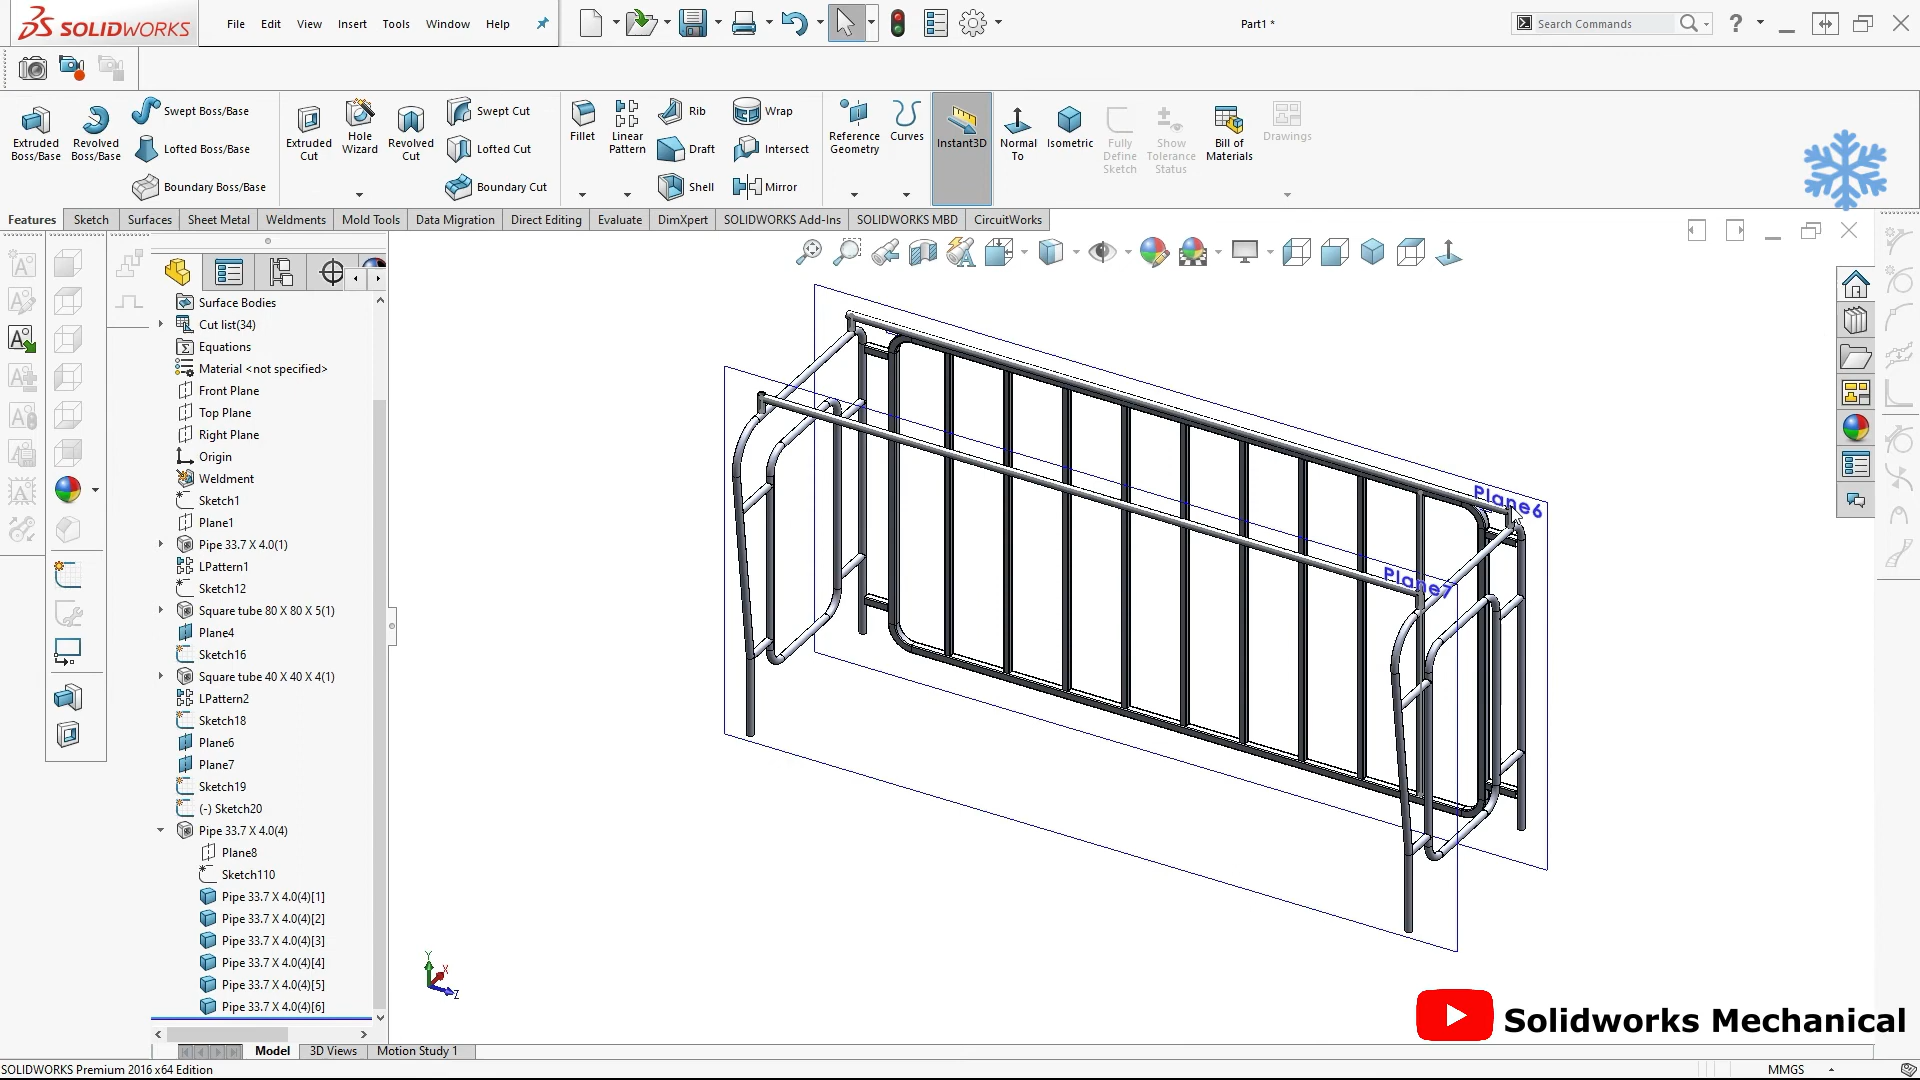 SOLIDWORKS
File Edit View Insert Tools Window Help
Part1 *
Search Commands
?
Extruded Boss/Base
Revolved Boss/Base
Swept Boss/Base
Lofted Boss/Base
Boundary Boss/Base
Extruded Cut
Hole Wizard
Revolved Cut
Swept Cut
Lofted Cut
Boundary Cut
Fillet
Linear Pattern
Rib
Draft
Shell
Wrap
Intersect
Mirror
Reference Geometry
Curves
Instant3D
Normal To
Isometric
Fully Define Sketch
Show Tolerance Status
Bill of Materials
Drawings
Features Sketch Surfaces Sheet Metal Weldments Mold Tools Data Migration Direct Editing Evaluate DimXpert SOLIDWORKS Add-Ins SOLIDWORKS MBD CircuitWorks
Surface Bodies
Cut list(34)
Equations
Material <not specified>
Front Plane
Top Plane
Right Plane
Origin
Weldment
Sketch1
Plane1
Pipe 33.7 X 4.0(1)
LPattern1
Sketch12
Square tube 80 X 80 X 5(1)
Plane4
Sketch16
Square tube 40 X 40 X 4(1)
LPattern2
Sketch18
Plane6
Plane7
Sketch19
(-) Sketch20
Pipe 33.7 X 4.0(4)
Plane8
Sketch110
Pipe 33.7 X 4.0(4)[1]
Pipe 33.7 X 4.0(4)[2]
Pipe 33.7 X 4.0(4)[3]
Pipe 33.7 X 4.0(4)[4]
Pipe 33.7 X 4.0(4)[5]
Pipe 33.7 X 4.0(4)[6]
Plane6
Plane7
Y
X
Z
Solidworks Mechanical
Model 3D Views Motion Study 1
SOLIDWORKS Premium 2016 x64 Edition
MMGS